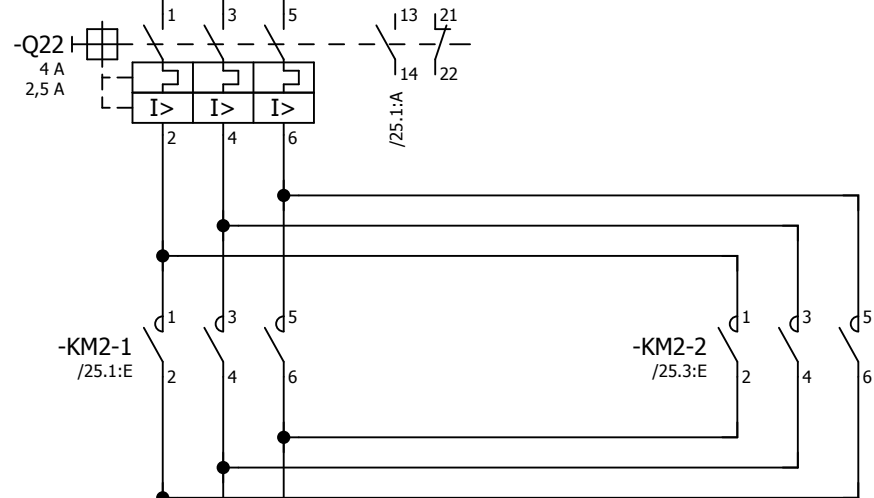 1 3 5 13 21
-Q22
4 A
2,5 A
14 22
I> I> I>
/25.1:A
2 4 6
1 3 5 1 3 5
-KM2-1 -KM2-2
/25.1:E /25.3:E
2 4 6 2 4 6